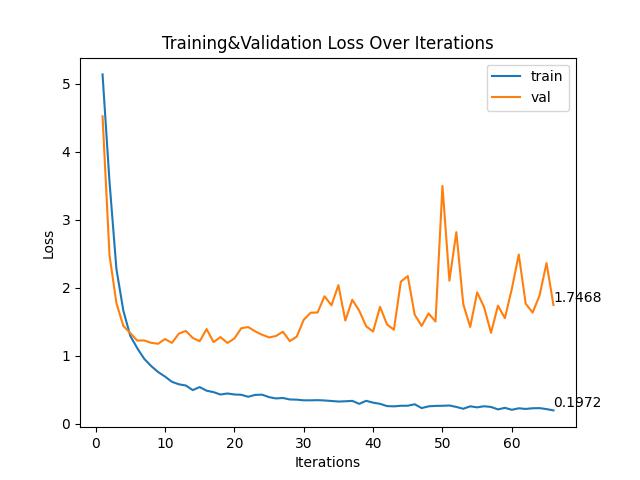 Training&Validation Loss Over Iterations
train
val
5
4
3
2
1
0
Loss
1.7468
0.1972
0 10 20 30 40 50 60
Iterations